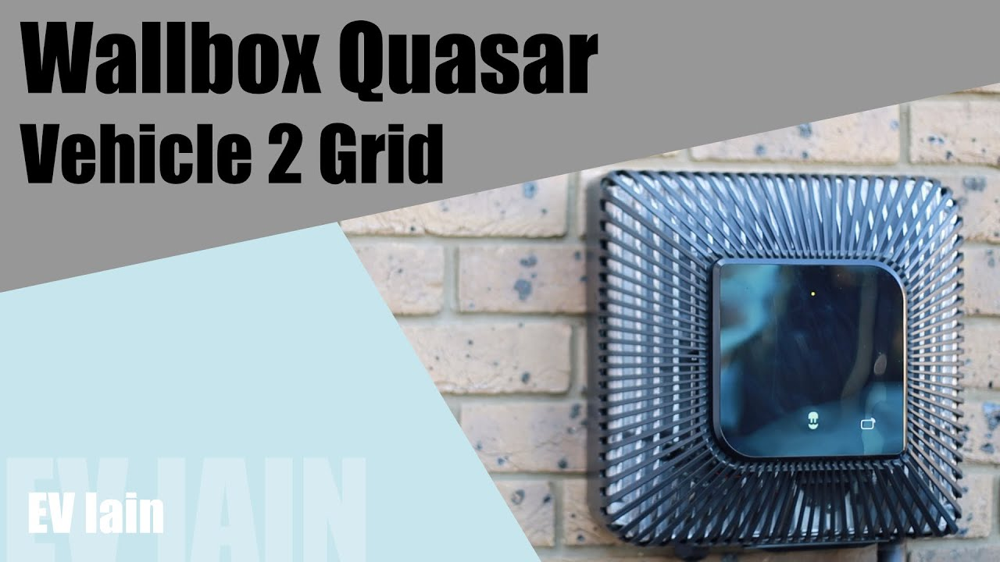 Wallbox Quasar
Vehicle 2 Grid
EV IAIN
EV Iain